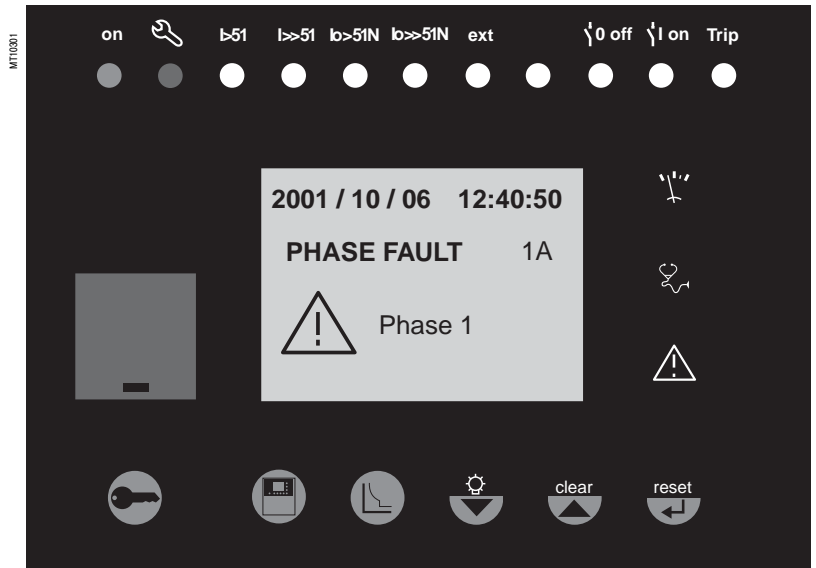 MT10301
on I>51 I>>51 Io>51N Io>>51N ext 0 off I on Trip
2001 / 10 / 06 12:40:50
PHASE FAULT 1A
Phase 1
clear reset